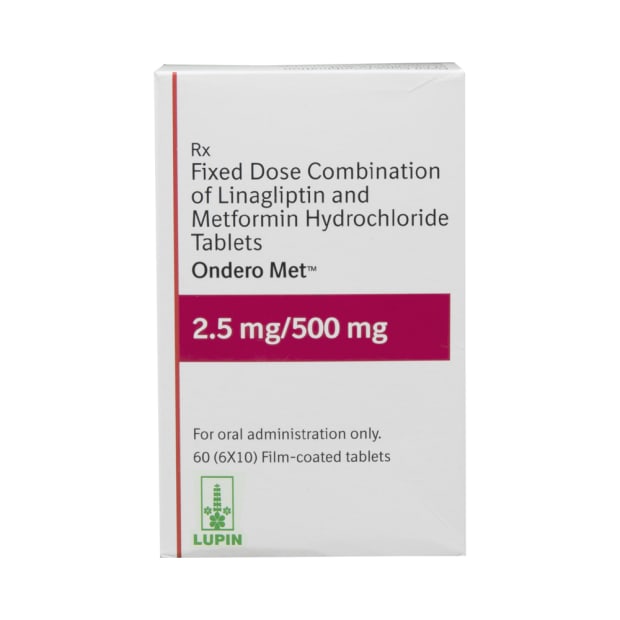 Rx
Fixed Dose Combination
of Linagliptin and
Metformin Hydrochloride
Tablets
Ondero Met™
2.5 mg/500 mg
For oral administration only.
60 (6X10) Film-coated tablets
LUPIN